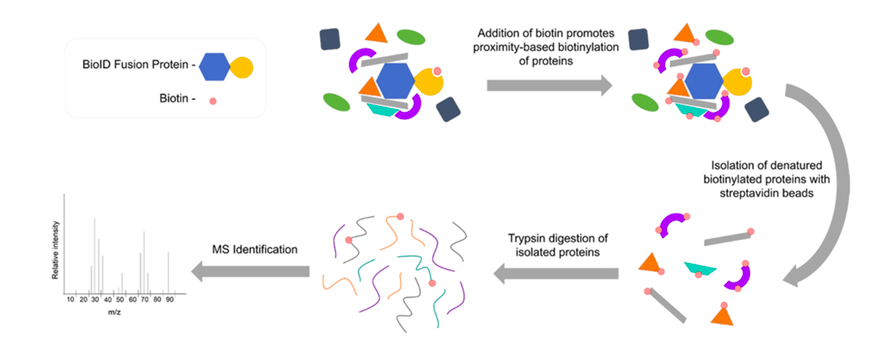 BioID Fusion Protein -
Biotin -
Addition of biotin promotes
proximity-based biotinylation
of proteins
Isolation of denatured
biotinylated proteins with
streptavidin beads
Trypsin digestion of
isolated proteins
MS Identification
Relative intensity
10 20 30 40 50 60 70 80 90
m/z